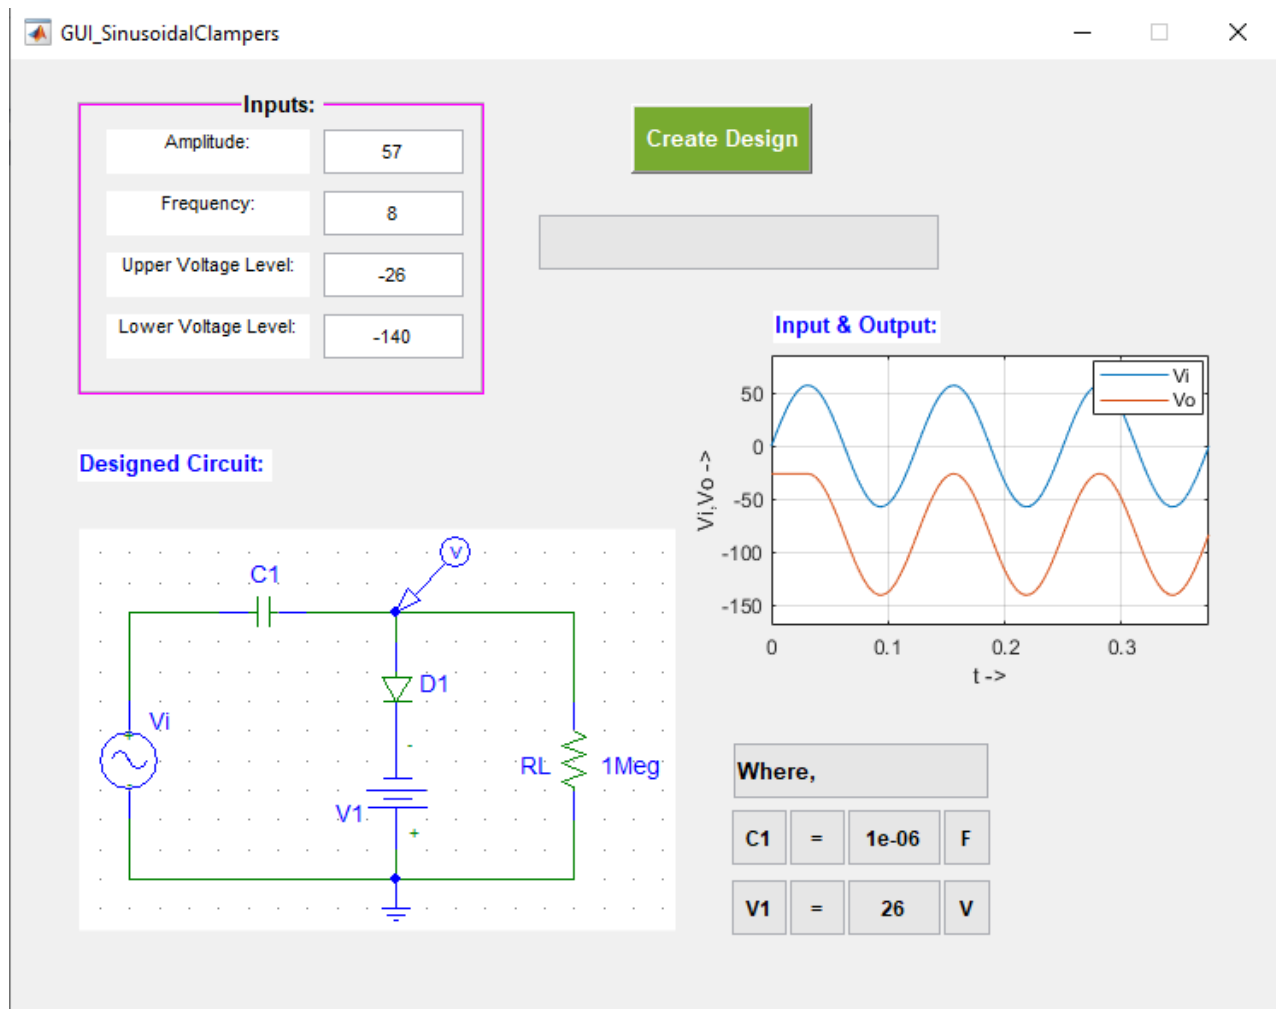 GUI_SinusoidalClampers
Inputs:
Amplitude: 57
Frequency: 8
Upper Voltage Level: -26
Lower Voltage Level: -140
Create Design
Input & Output:
Vi
Vo
50
0
-50
-100
-150
Vi,Vo ->
0 0.1 0.2 0.3
t ->
Designed Circuit:
V
C1
D1
Vi
-
RL 1Meg
V1
+
Where,
C1 = 1e-06 F
V1 = 26 V